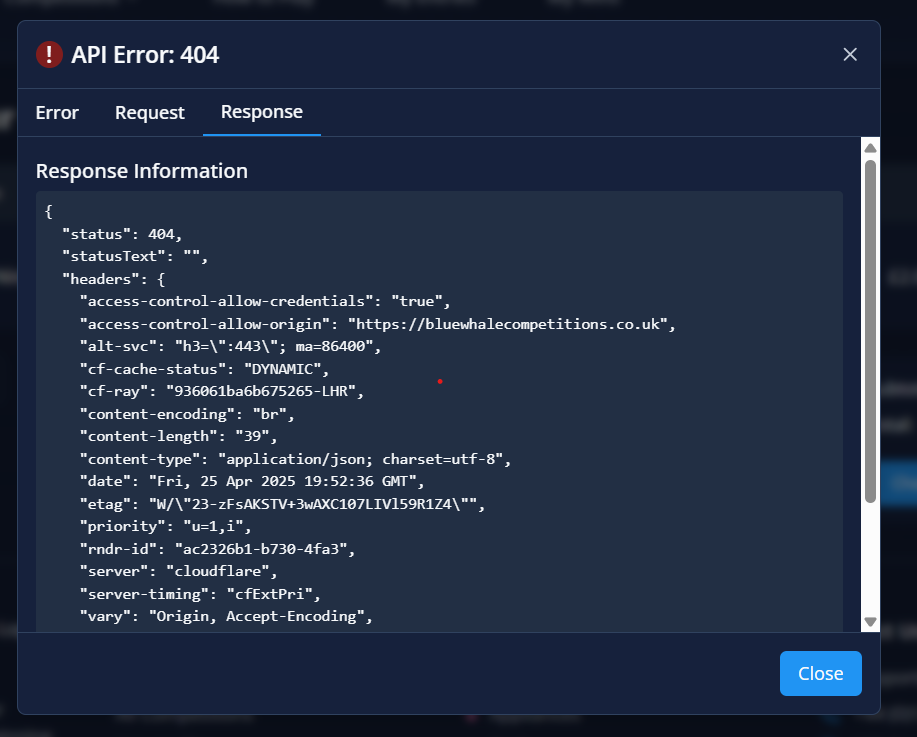 API Error: 404
Error Request Response
Response Information
{
"status": 404,
"statusText": "",
"headers": {
"access-control-allow-credentials": "true",
"access-control-allow-origin": "https://bluewhalecompetitions.co.uk",
"alt-svc": "h3=\":443\"; ma=86400",
"cf-cache-status": "DYNAMIC",
"cf-ray": "936061ba6b675265-LHR",
"content-encoding": "br",
"content-length": "39",
"content-type": "application/json; charset=utf-8",
"date": "Fri, 25 Apr 2025 19:52:36 GMT",
"etag": "W/\"23-zFsAKSTV+3wAXC107LIVl59R1Z4\"",
"priority": "u=1,i",
"rndr-id": "ac2326b1-b730-4fa3",
"server": "cloudflare",
"server-timing": "cfExtPri",
"vary": "Origin, Accept-Encoding",
Close